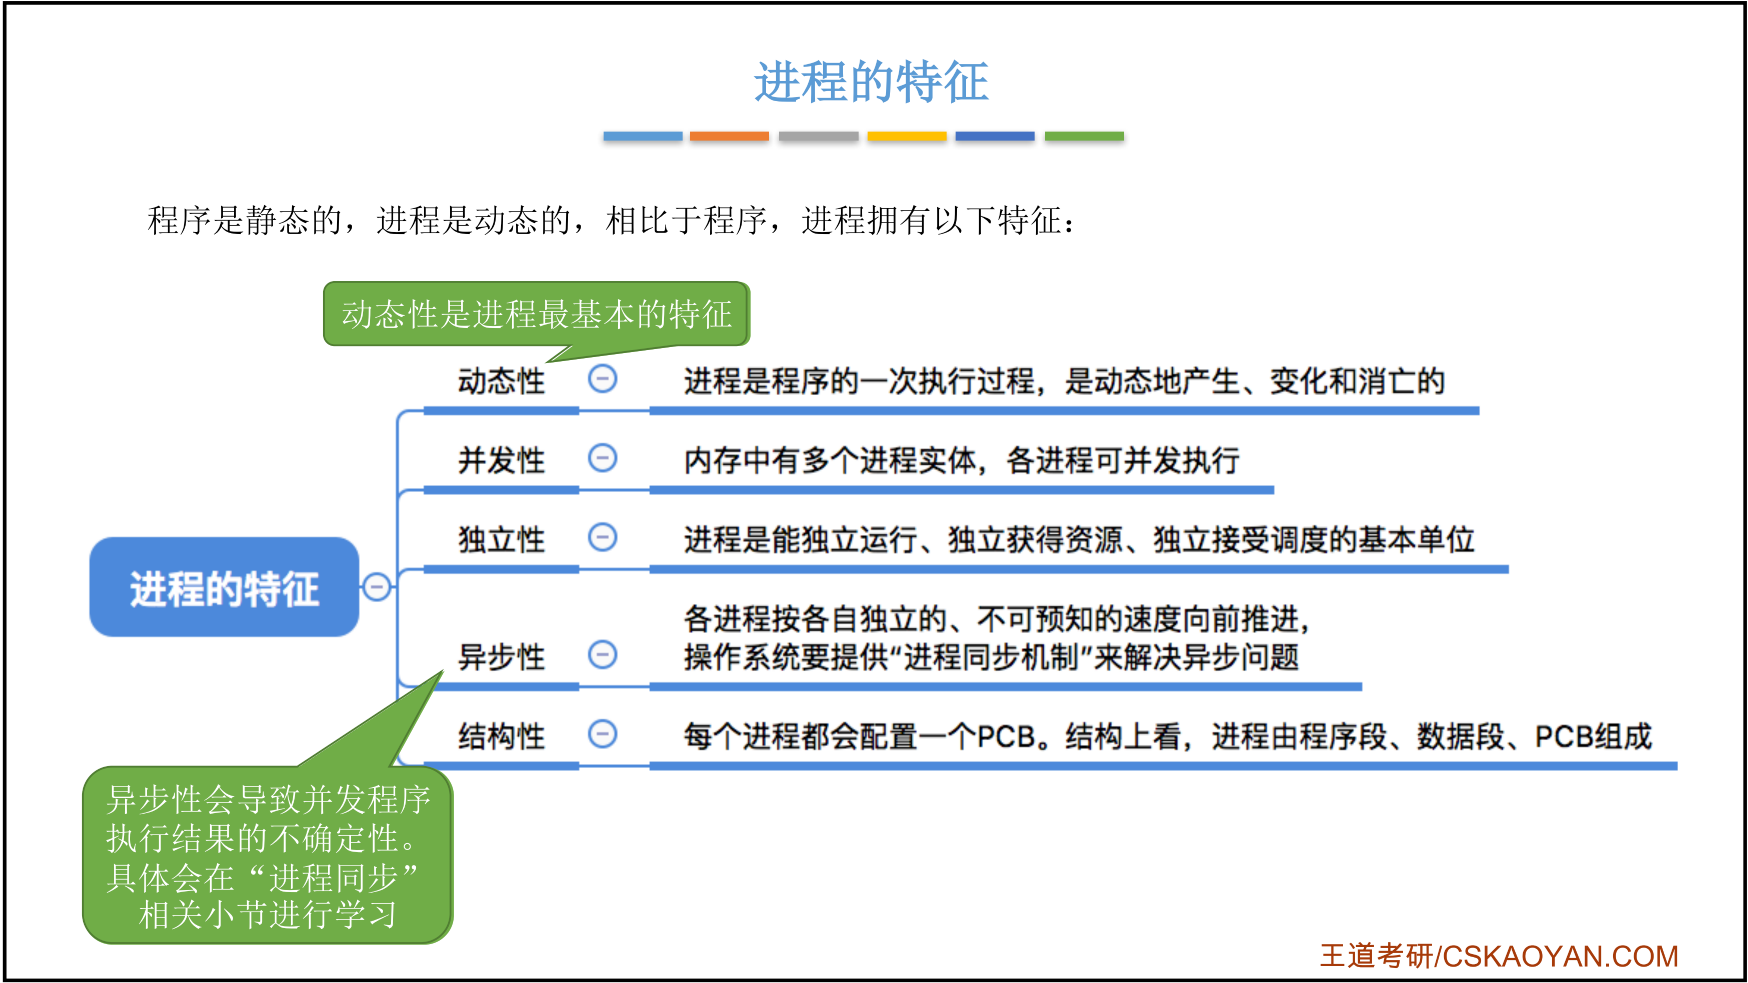 进程的特征
程序是静态的，进程是动态的，相比于程序，进程拥有以下特征：
动态性是进程最基本的特征
动态性
进程是程序的一次执行过程，是动态地产生、变化和消亡的
并发性
内存中有多个进程实体，各进程可并发执行
独立性
进程是能独立运行、独立获得资源、独立接受调度的基本单位
进程的特征
异步性
各进程按各自独立的、不可预知的速度向前推进，
操作系统要提供“进程同步机制”来解决异步问题
结构性
每个进程都会配置一个PCB。结构上看，进程由程序段、数据段、PCB组成
异步性会导致并发程序
执行结果的不确定性。
具体会在“进程同步”
相关小节进行学习
王道考研/CSKAOYAN.COM